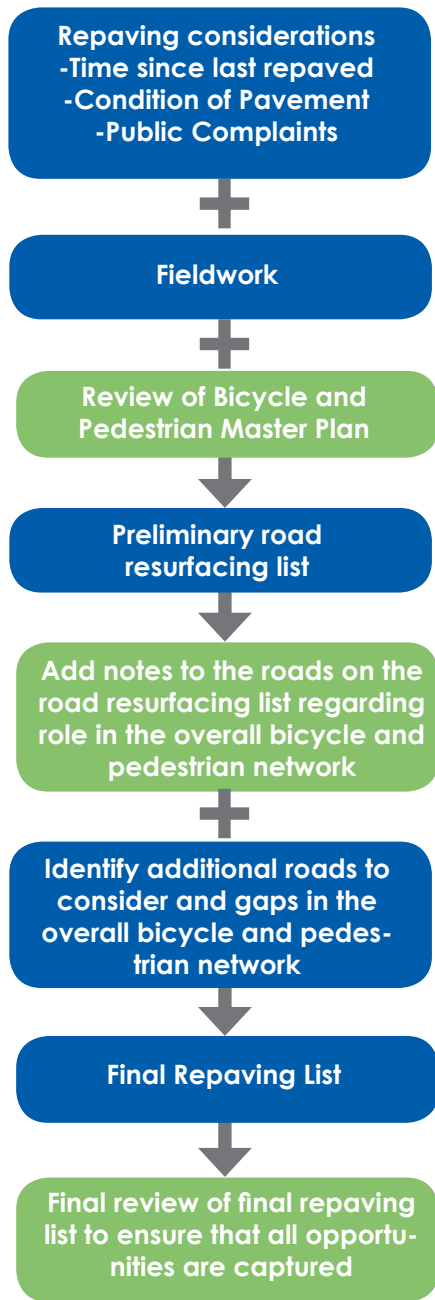 Repaving considerations
-Time since last repaved
-Condition of Pavement
-Public Complaints
Fieldwork
Review of Bicycle and
Pedestrian Master Plan
Preliminary road
resurfacing list
Add notes to the roads on the
road resurfacing list regarding
role in the overall bicycle and
pedestrian network
Identify additional roads to
consider and gaps in the
overall bicycle and pedes-
trian network
Final Repaving List
Final review of final repaving
list to ensure that all opportu-
nities are captured